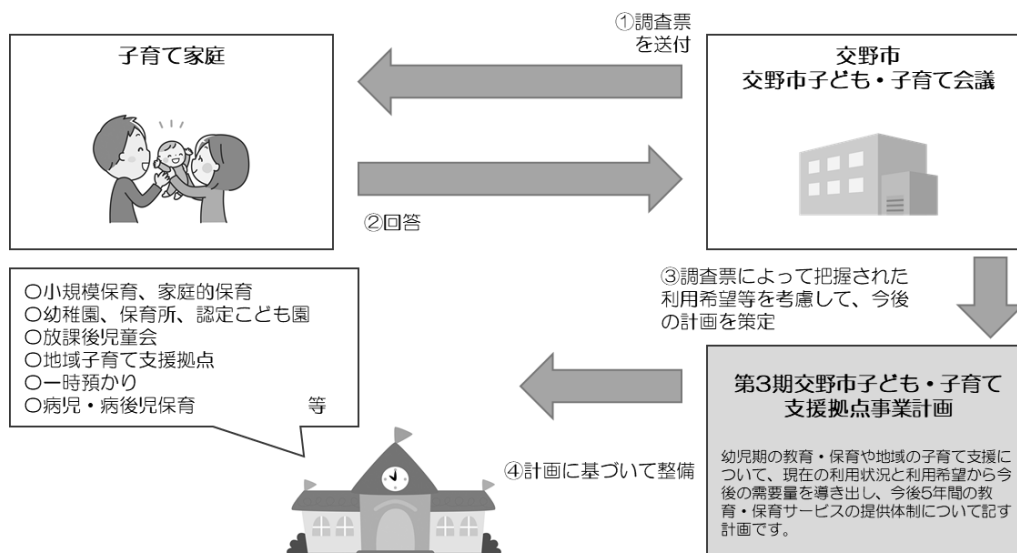 ①調査票
を送付
子育て家庭
交野市
交野市子ども・子育て会議
②回答
③調査票によって把握された
利用希望等を考慮して、今後
の計画を策定
〇小規模保育、家庭的保育
〇幼稚園、保育所、認定こども園
〇放課後児童会
〇地域子育て支援拠点
〇一時預かり
〇病児・病後児保育 等
第3期交野市子ども・子育て
支援拠点事業計画
幼児期の教育・保育や地域の子育て支援に
ついて、現在の利用状況と利用希望から今
後の需要量を導き出し、今後5年間の教
育・保育サービスの提供体制について記す
計画です。
④計画に基づいて整備